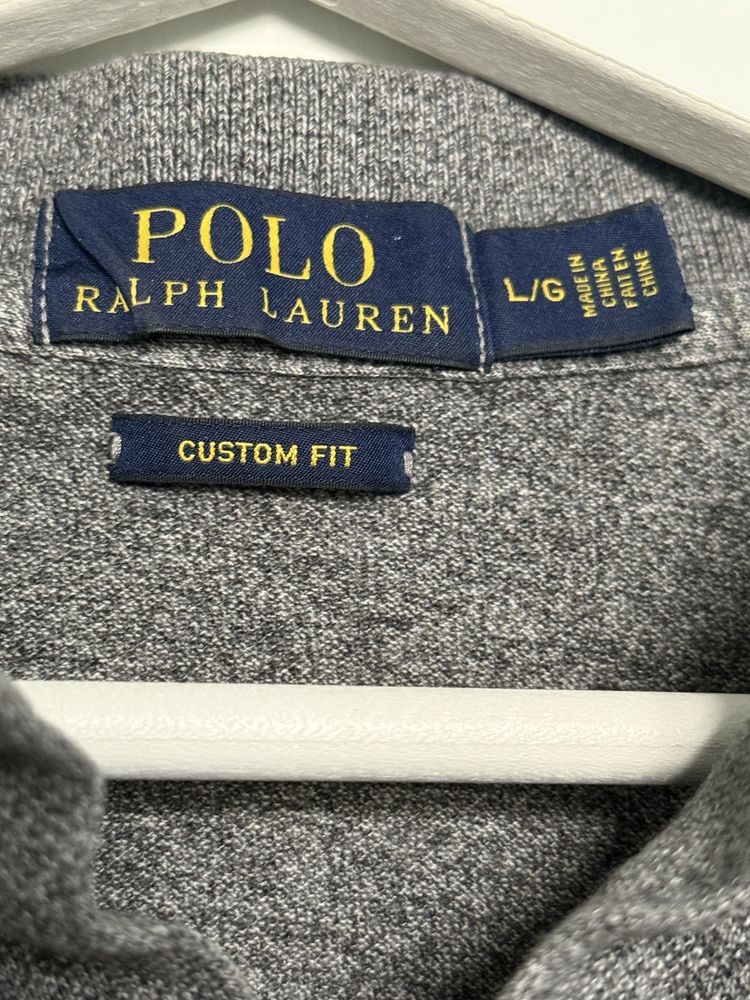 POLO
RALPH LAUREN
L/G
MADE IN
CHINA
FAIT EN
CHINE
CUSTOM FIT